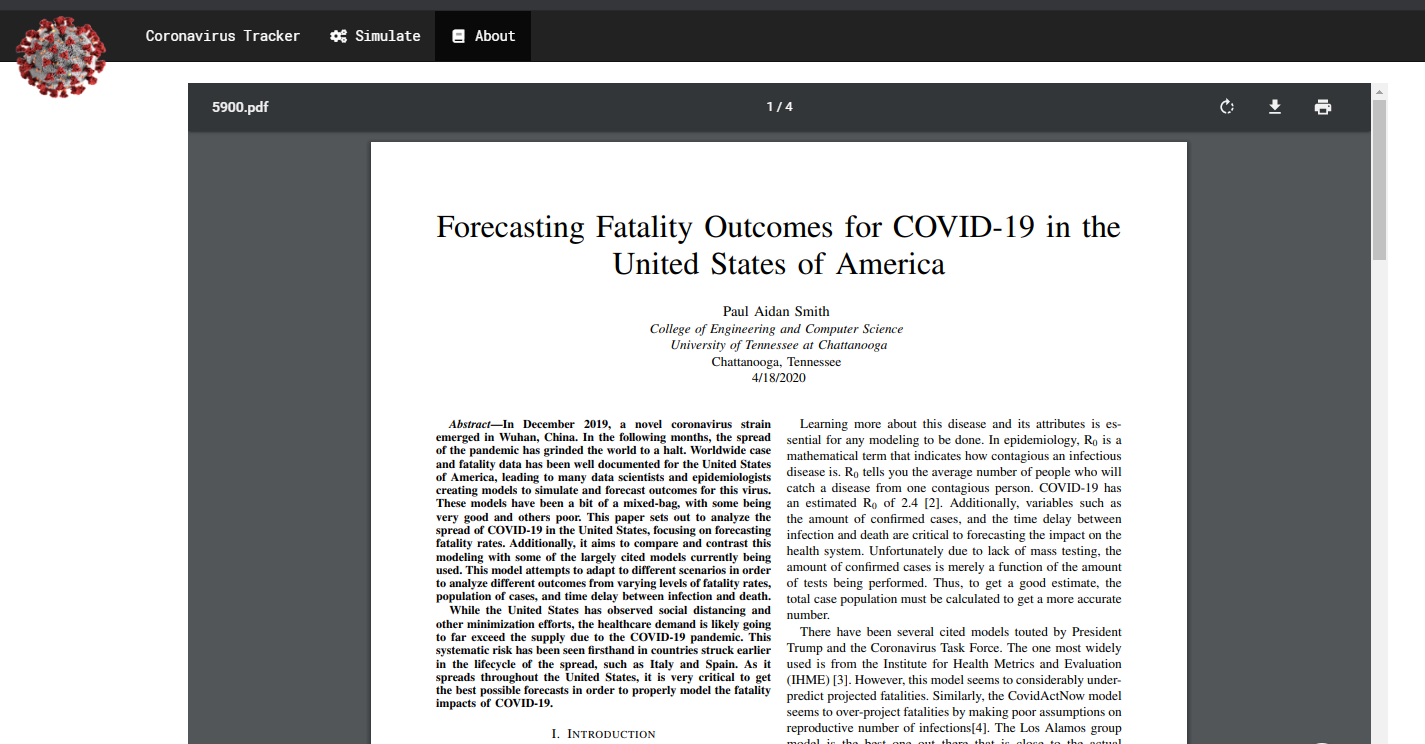 Coronavirus Tracker Simulate About
5900.pdf 1 / 4
Forecasting Fatality Outcomes for COVID-19 in the
United States of America
Paul Aidan Smith
College of Engineering and Computer Science
University of Tennessee at Chattanooga
Chattanooga, Tennessee
4/18/2020
Abstract—In December 2019, a novel coronavirus strain
emerged in Wuhan, China. In the following months, the spread
of the pandemic has grinded the world to a halt. Worldwide case
and fatality data has been well documented for the United States
of America, leading to many data scientists and epidemiologists
creating models to simulate and forecast outcomes for this virus.
These models have been a bit of a mixed-bag, with some being
very good and others poor. This paper sets out to analyze the
spread of COVID-19 in the United States, focusing on forecasting
fatality rates. Additionally, it aims to compare and contrast this
modeling with some of the largely cited models currently being
used. This model attempts to adapt to different scenarios in order
to analyze different outcomes from varying levels of fatality rates,
population of cases, and time delay between infection and death.
While the United States has observed social distancing and
other minimization efforts, the healthcare demand is likely going
to far exceed the supply due to the COVID-19 pandemic. This
systematic risk has been seen firsthand in countries struck earlier
in the lifecycle of the spread, such as Italy and Spain. As it
spreads throughout the United States, it is very critical to get
the best possible forecasts in order to properly model the fatality
impacts of COVID-19.
I. INTRODUCTION
Learning more about this disease and its attributes is es-
sential for any modeling to be done. In epidemiology, R0 is a
mathematical term that indicates how contagious an infectious
disease is. R0 tells you the average number of people who will
catch a disease from one contagious person. COVID-19 has
an estimated R0 of 2.4 [2]. Additionally, variables such as
the amount of confirmed cases, and the time delay between
infection and death are critical to forecasting the impact on the
health system. Unfortunately due to lack of mass testing, the
amount of confirmed cases is merely a function of the amount
of tests being performed. Thus, to get a good estimate, the
total case population must be calculated to get a more accurate
number.
There have been several cited models touted by President
Trump and the Coronavirus Task Force. The one most widely
used is from the Institute for Health Metrics and Evaluation
(IHME) [3]. However, this model seems to considerably under-
predict projected fatalities. Similarly, the CovidActNow model
seems to over-project fatalities by making poor assumptions on
reproductive number of infections[4]. The Los Alamos group
model is the best one out there that is close to the actual